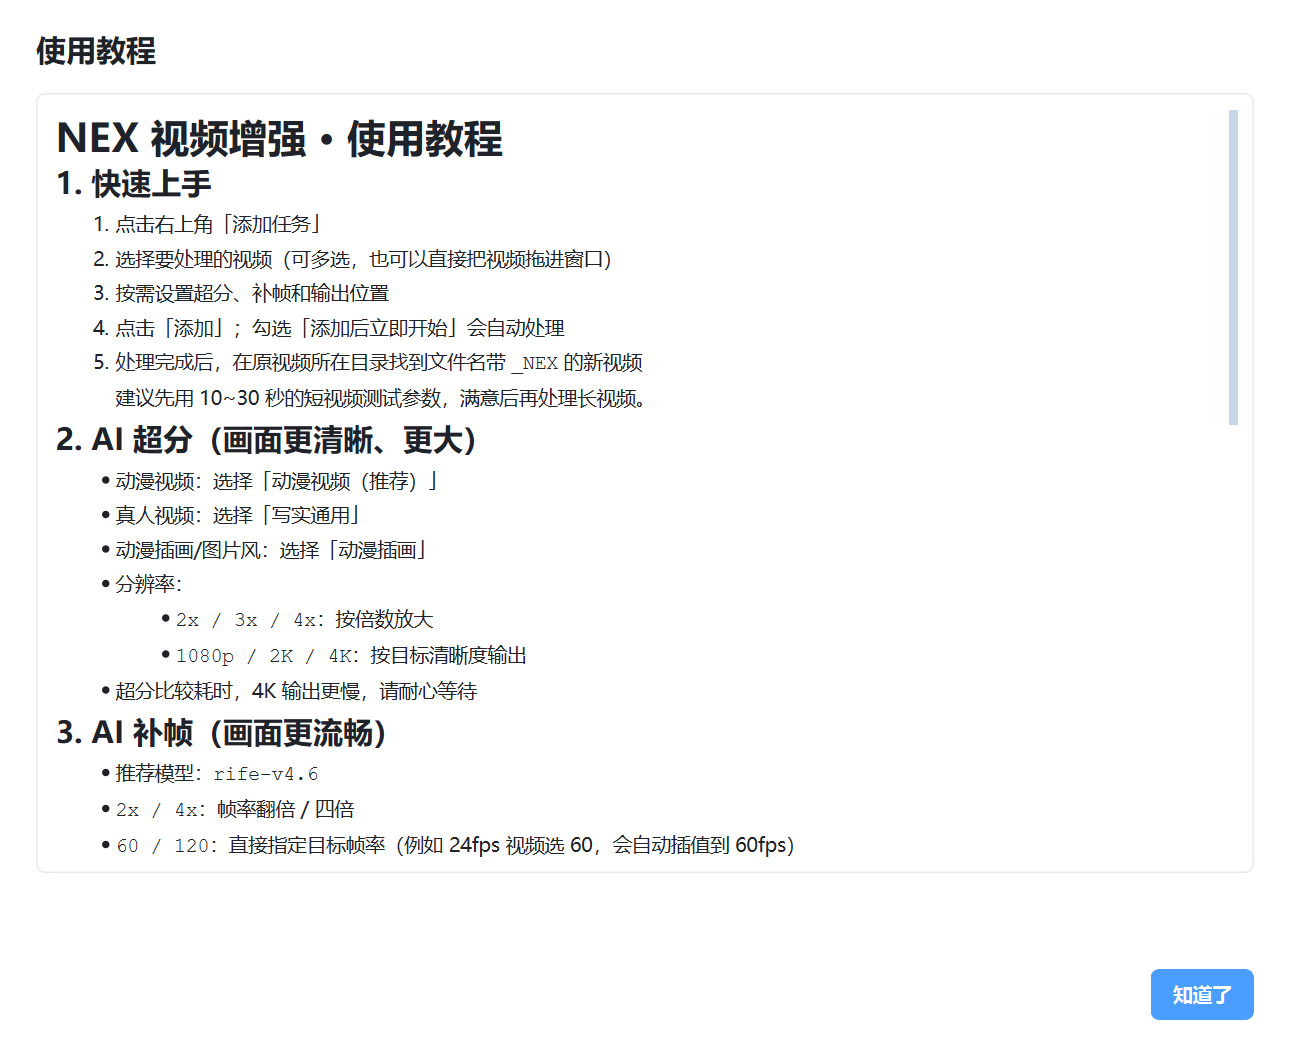 使用教程
NEX 视频增强 · 使用教程
1. 快速上手
1. 点击右上角「添加任务」
2. 选择要处理的视频（可多选，也可以直接把视频拖进窗口）
3. 按需设置超分、补帧和输出位置
4. 点击「添加」；勾选「添加后立即开始」会自动处理
5. 处理完成后，在原视频所在目录找到文件名带 _NEX 的新视频
建议先用 10~30 秒的短视频测试参数，满意后再处理长视频。
2. AI 超分（画面更清晰、更大）
• 动漫视频：选择「动漫视频（推荐）」
• 真人视频：选择「写实通用」
• 动漫插画/图片风：选择「动漫插画」
• 分辨率：
• 2x / 3x / 4x：按倍数放大
• 1080p / 2K / 4K：按目标清晰度输出
• 超分比较耗时，4K 输出更慢，请耐心等待
3. AI 补帧（画面更流畅）
• 推荐模型：rife-v4.6
• 2x / 4x：帧率翻倍 / 四倍
• 60 / 120：直接指定目标帧率（例如 24fps 视频选 60，会自动插值到 60fps）
知道了